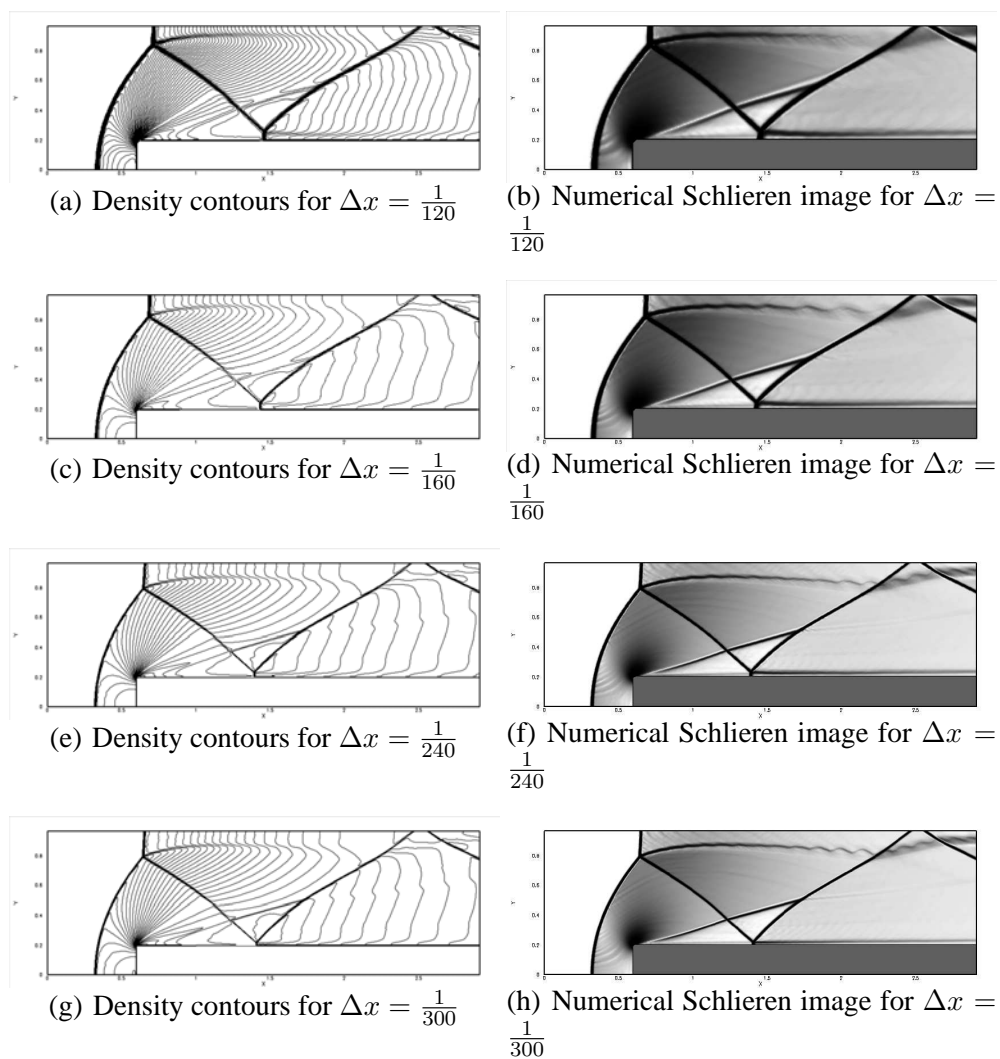 (a) Density contours for Δx = 1/120
(b) Numerical Schlieren image for Δx =
1/120
(c) Density contours for Δx = 1/160
(d) Numerical Schlieren image for Δx =
1/160
(e) Density contours for Δx = 1/240
(f) Numerical Schlieren image for Δx =
1/240
(g) Density contours for Δx = 1/300
(h) Numerical Schlieren image for Δx =
1/300